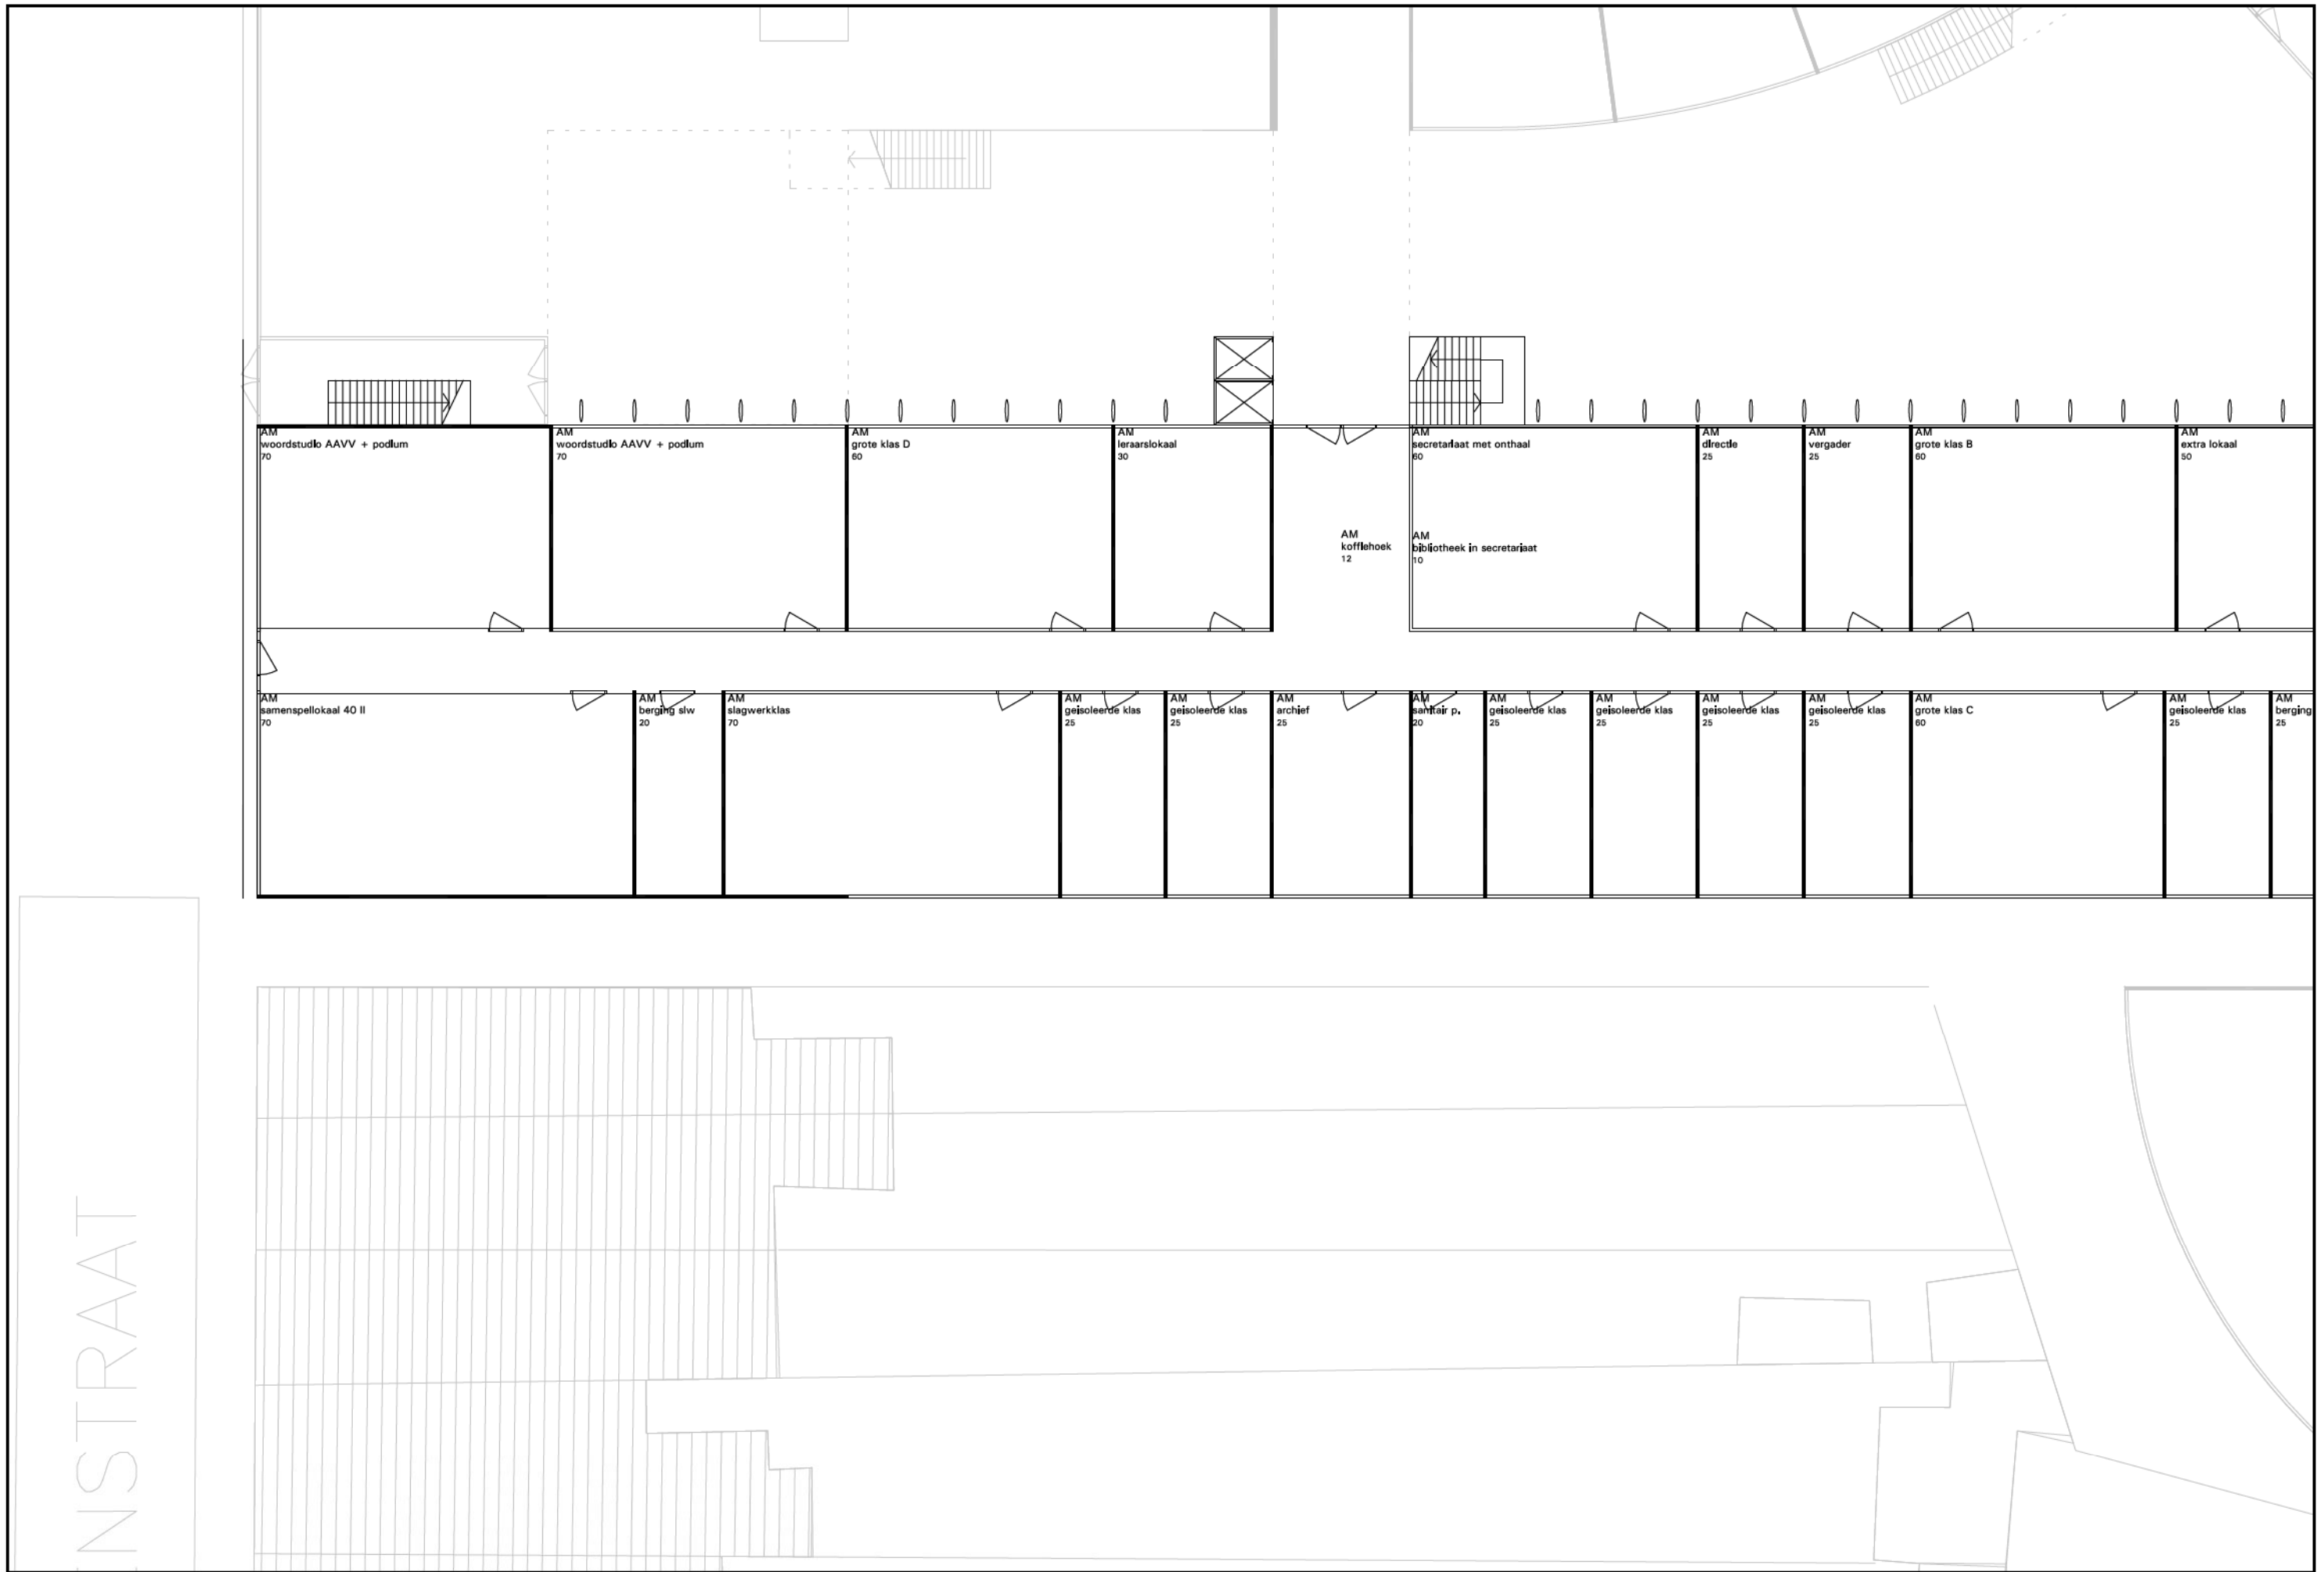 AM
woordstudio AAVV + podium
70
AM
woordstudio AAVV + podium
70
AM
grote klas D
60
AM
leraarslokaal
30
AM
koffiehoek
12
AM
secretariaat met onthaal
60
AM
bibliotheek in secretariaat
10
AM
directie
25
AM
vergader
25
AM
grote klas B
60
AM
extra lokaal
50
AM
samenspellokaal 40 II
70
AM
berging slw
20
AM
slagwerkklas
70
AM
geisoleerde klas
25
AM
geisoleerde klas
25
AM
archief
25
AM
sanitair p.
20
AM
geisoleerde klas
25
AM
geisoleerde klas
25
AM
geisoleerde klas
25
AM
geisoleerde klas
25
AM
grote klas C
60
AM
geisoleerde klas
25
AM
berging
25
NSTRAAT